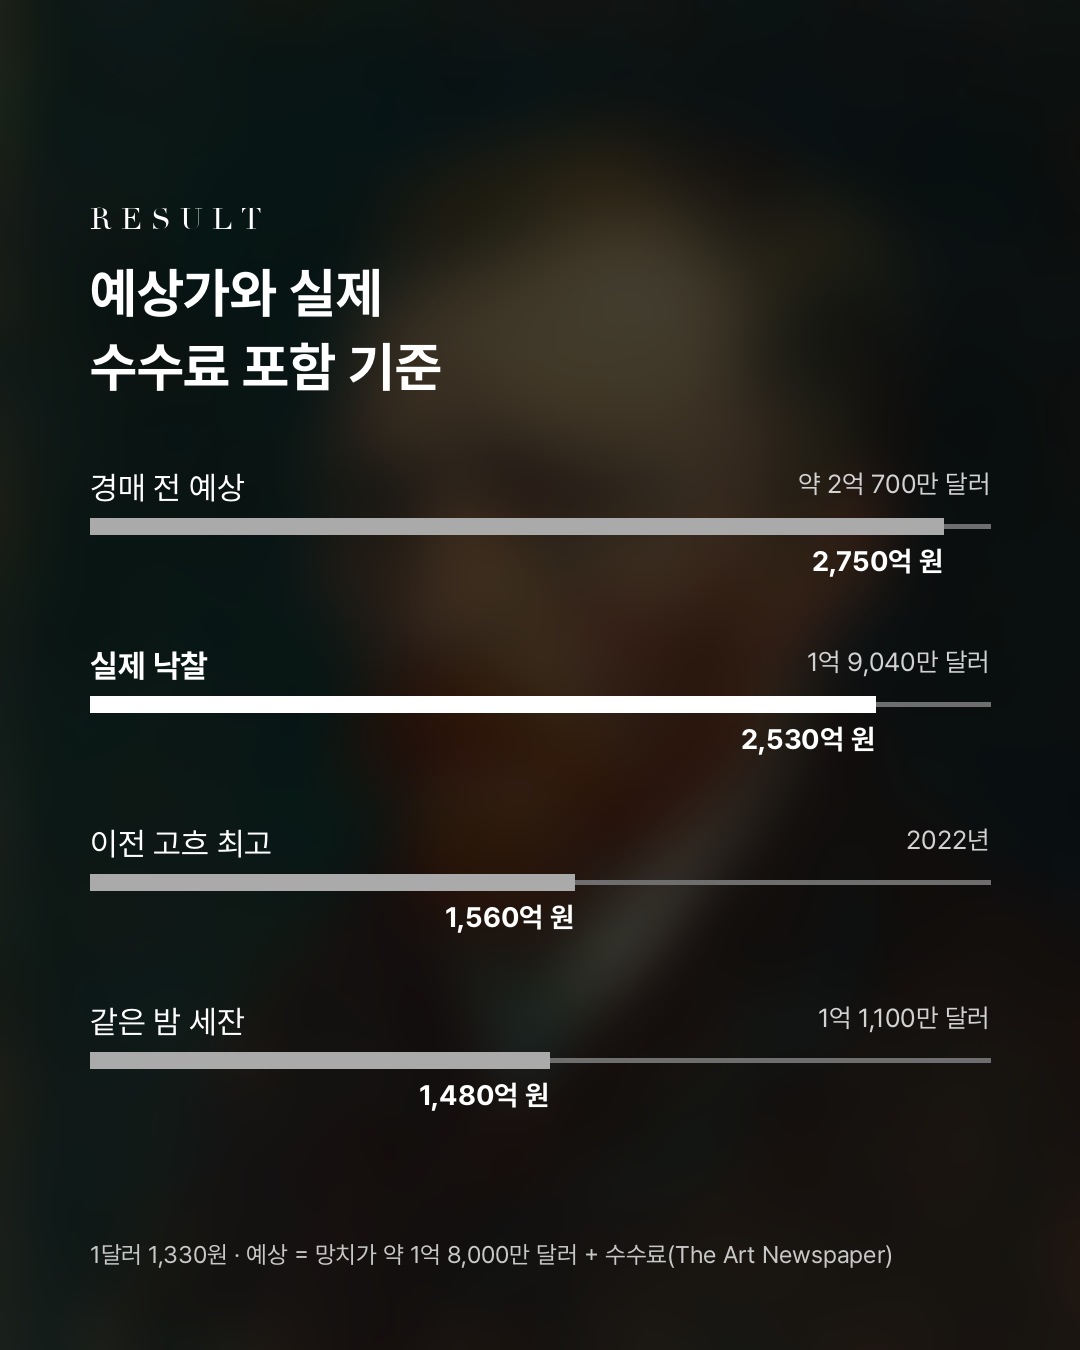 RESULT
예상가와 실제
수수료 포함 기준
경매 전 예상
약 2억 700만 달러
2,750억 원
실제 낙찰
1억 9,040만 달러
2,530억 원
이전 고흐 최고
2022년
1,560억 원
같은 밤 세잔
1억 1,100만 달러
1,480억 원
1달러 1,330원 · 예상 = 망치가 약 1억 8,000만 달러 + 수수료(The Art Newspaper)